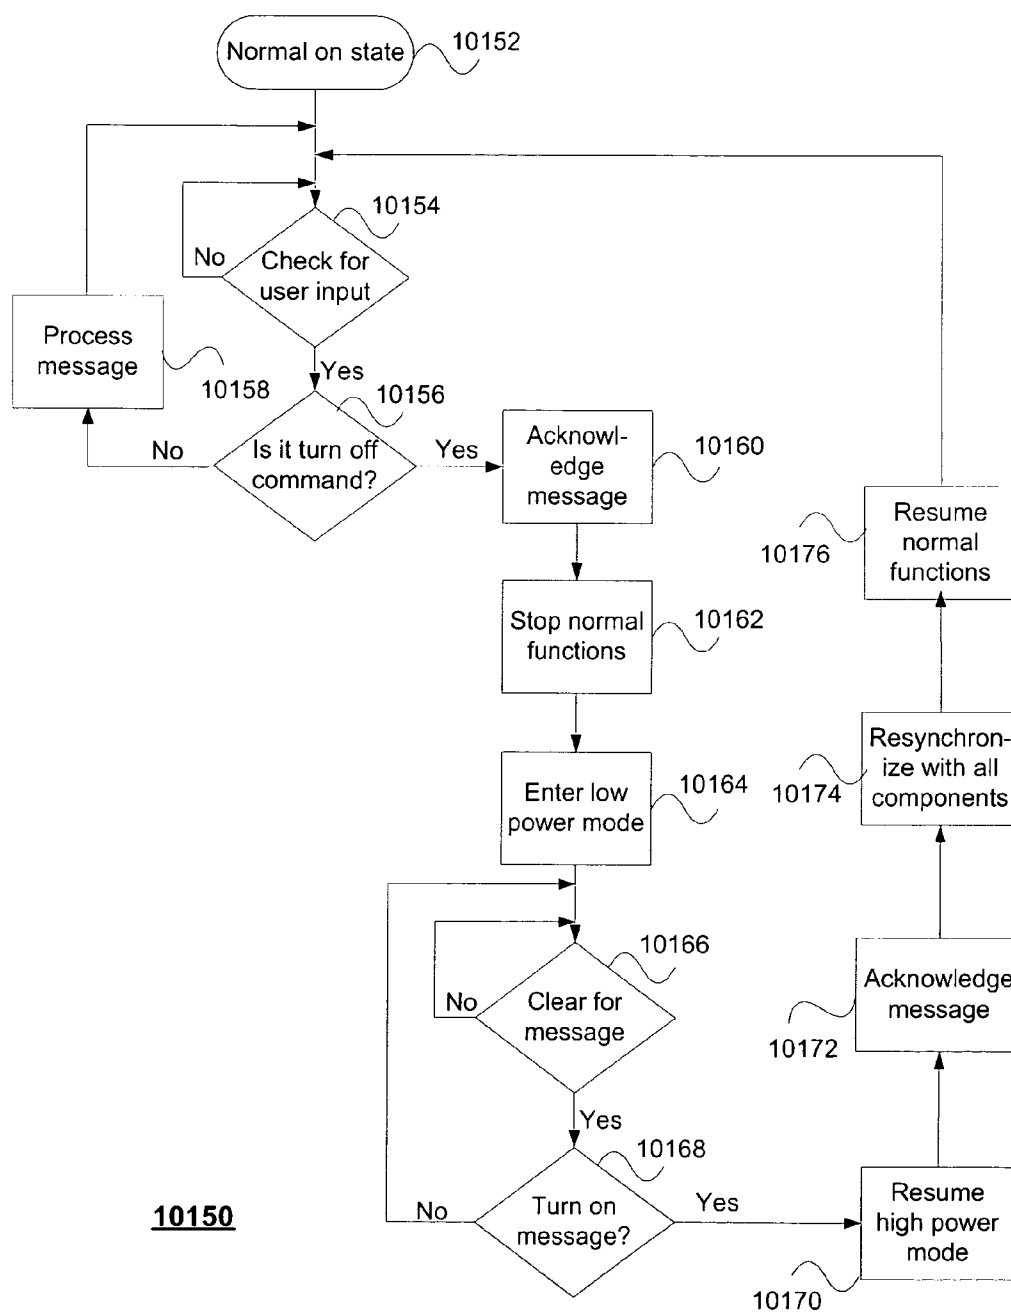 Normal on state
10152
10154
No
Check for
user input
Process
message
10158
Yes
10156
No
Is it turn off
command?
Yes
Acknowl-
edge
message
10160
Resume
normal
functions
10176
Stop normal
functions
10162
Resynchron-
ize with all
components
10174
Enter low
power mode
10164
10166
No
Clear for
message
Acknowledge
message
10172
Yes
10168
No
Turn on
message?
Yes
Resume
high power
mode
10170
10150